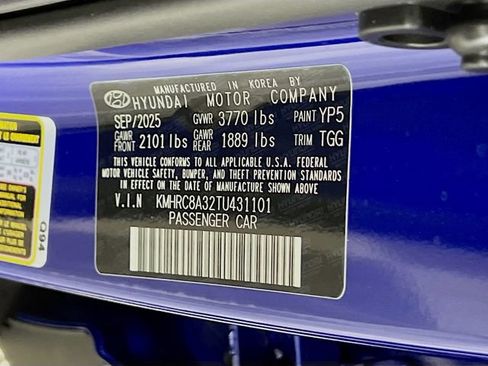 MANUFACTURED IN KOREA BY
HYUNDAI MOTOR COMPANY
SEP/2025 GVWR 3770 lbs PAINT YP5
GAWR FRONT 2101 lbs GAWR REAR 1889 lbs TRIM TGG
THIS VEHICLE CONFORMS TO ALL APPLICABLE U.S.A. FEDERAL
MOTOR VEHICLE SAFETY, BUMPER, AND THEFT PREVENTION STANDARDS
IN EFFECT ON THE DATE OF MANUFACTURE SHOWN ABOVE.
V.I.N KMHRC8A32TU431101
PASSENGER CAR
Q94